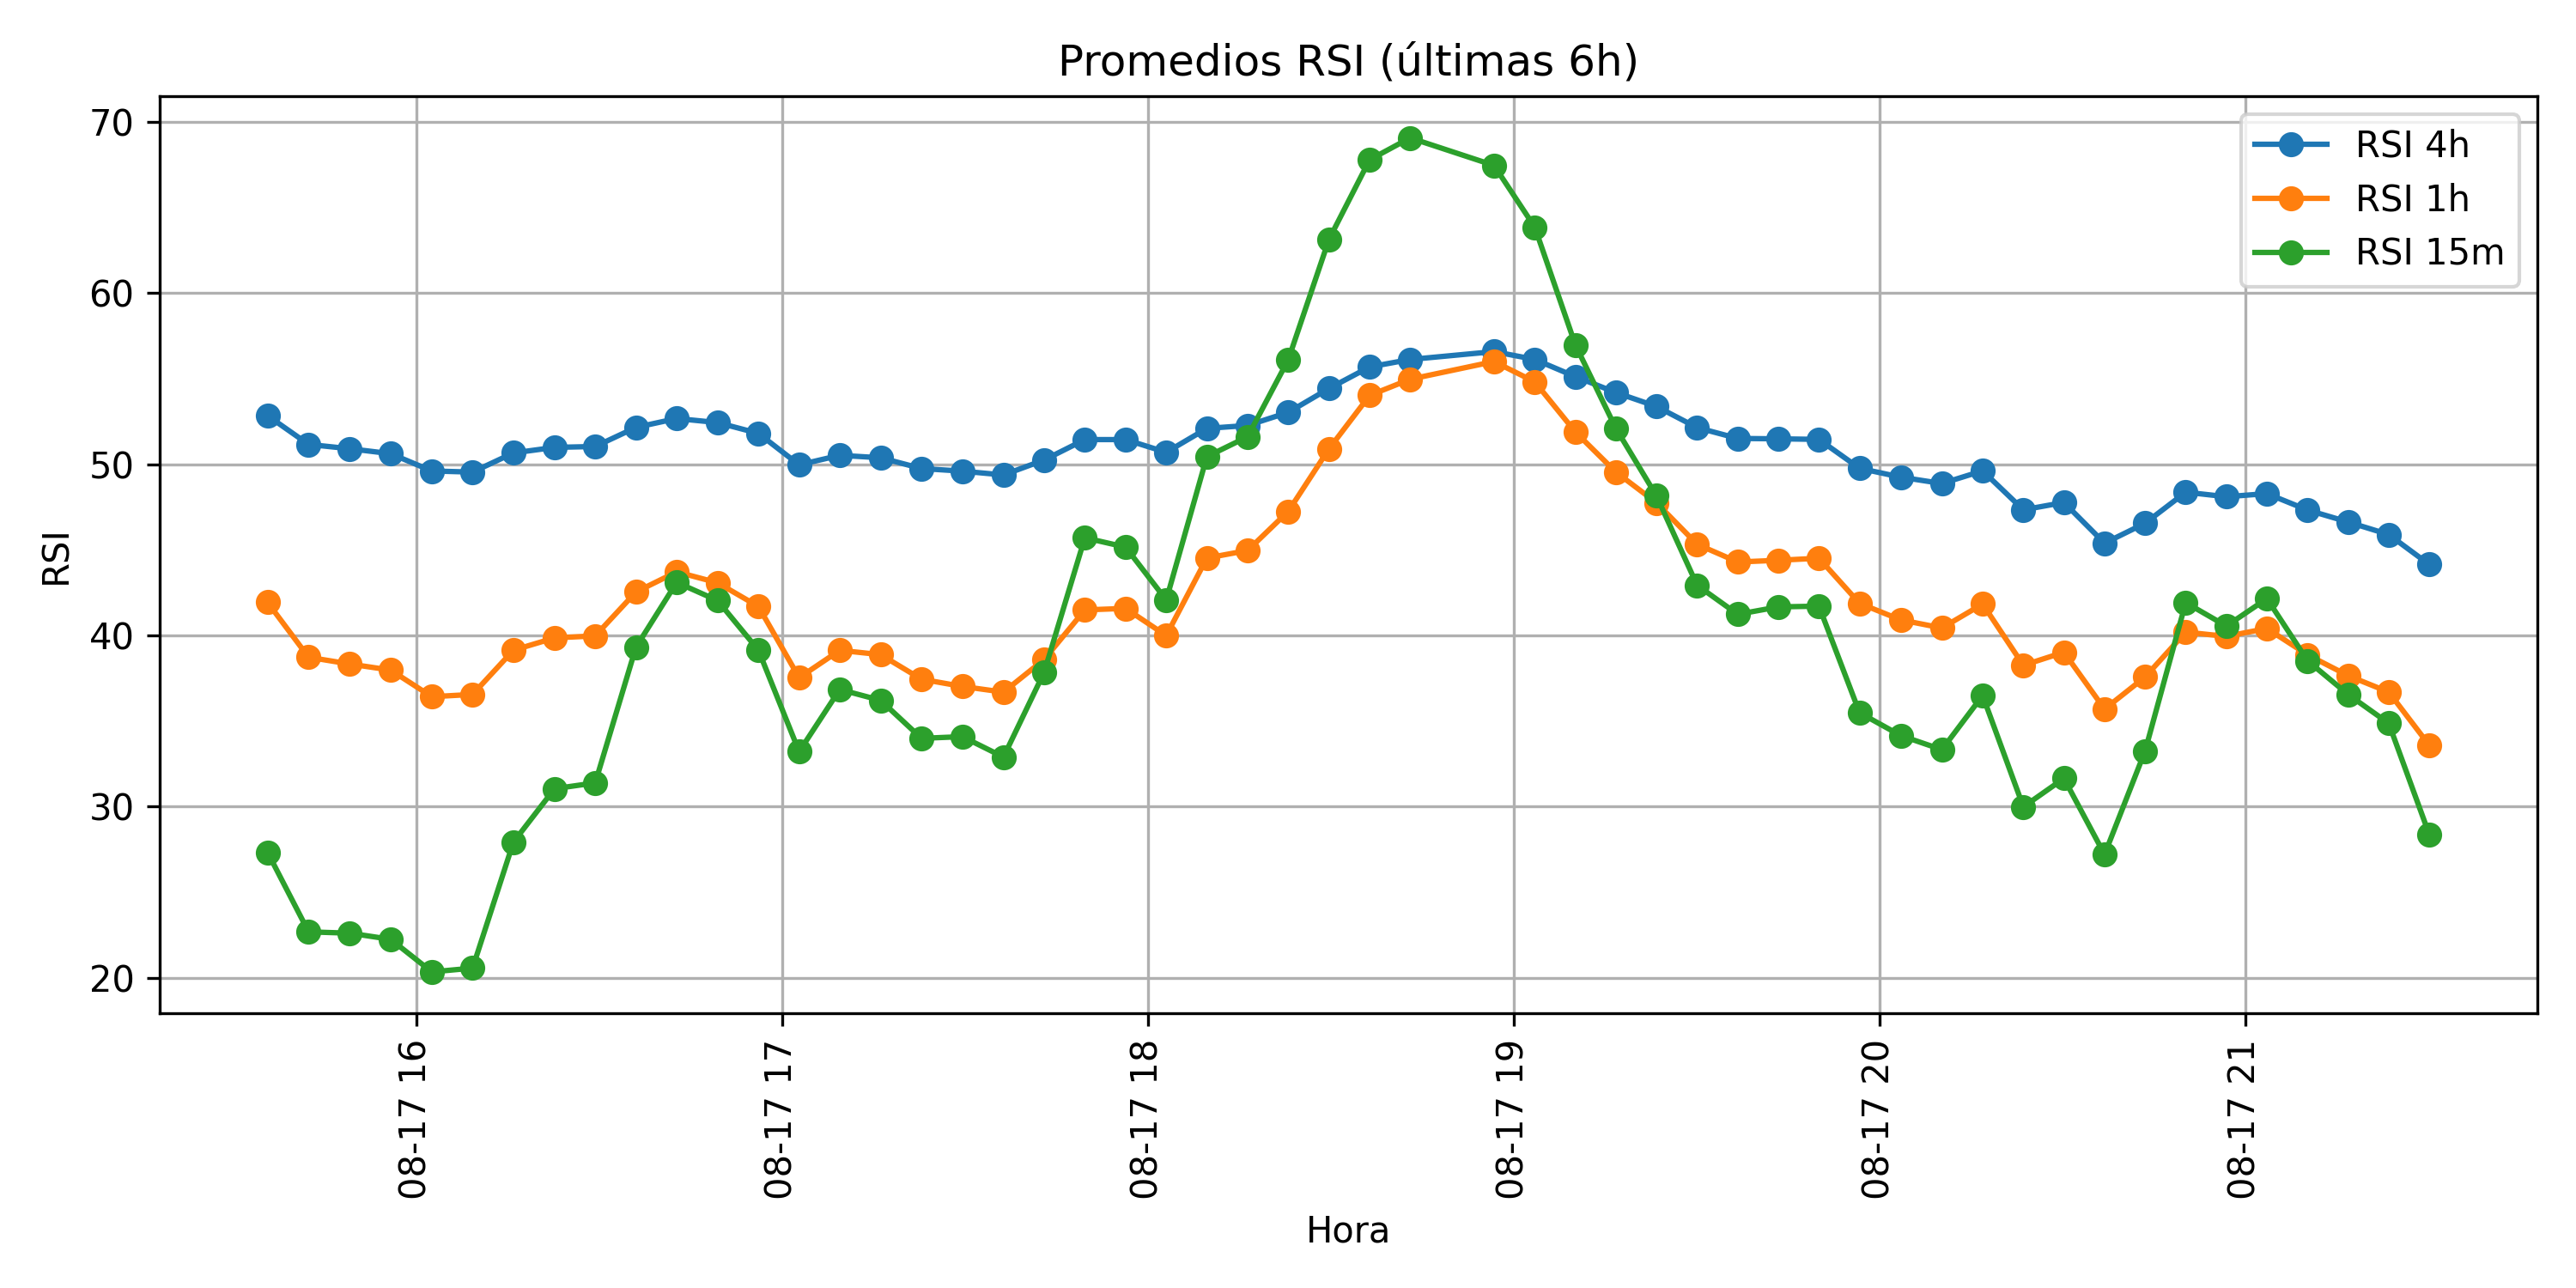 Promedios RSI (últimas 6h)
RSI 4h
RSI 1h
RSI 15m
RSI
70
60
50
40
30
20
08-17 16
08-17 17
08-17 18
08-17 19
08-17 20
08-17 21
Hora